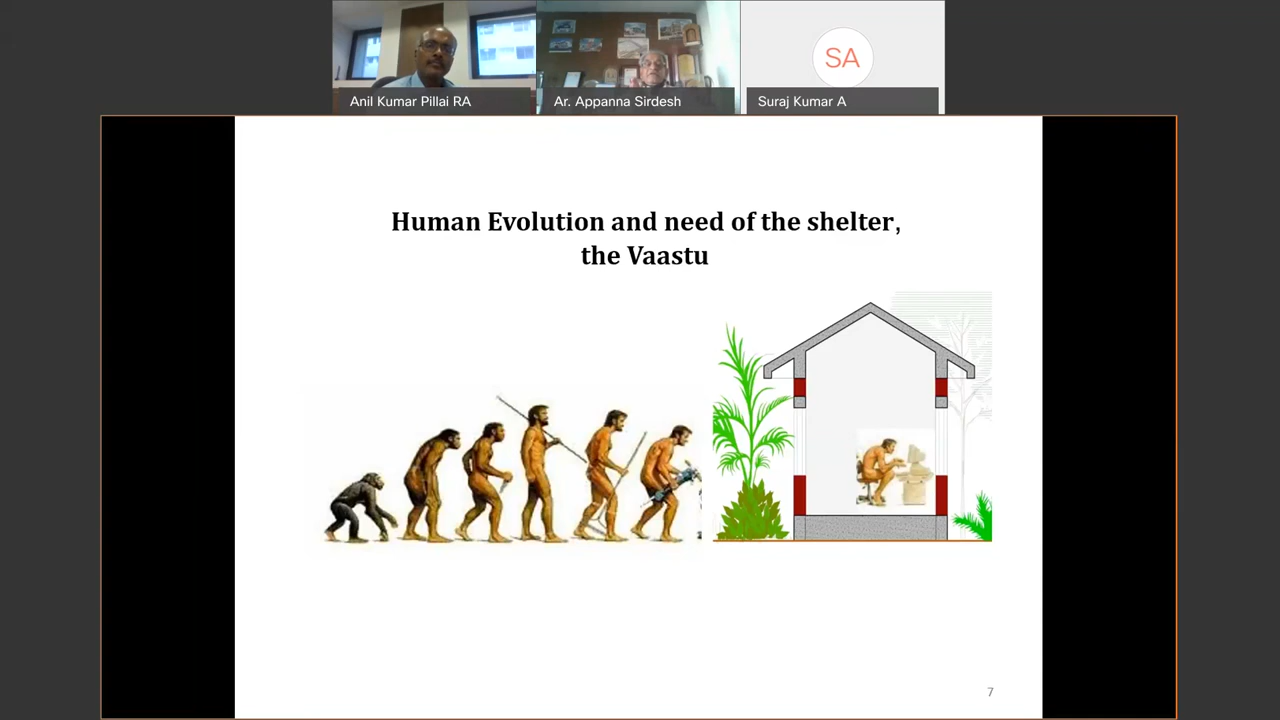 Anil Kumar Pillai RA
Ar. Appanna Sirdesh
SA
Suraj Kumar A
Human Evolution and need of the shelter,
the Vaastu
7